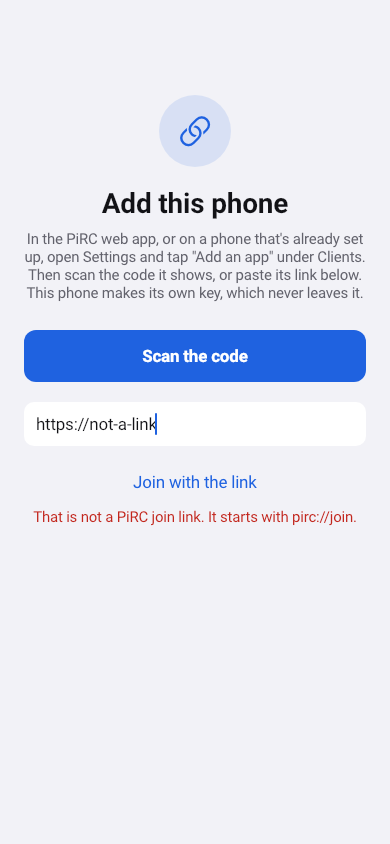 Add this phone
In the PiRC web app, or on a phone that's already set
up, open Settings and tap "Add an app" under Clients.
Then scan the code it shows, or paste its link below.
This phone makes its own key, which never leaves it.
Scan the code
https://not-a-link
Join with the link
That is not a PiRC join link. It starts with pirc://join.